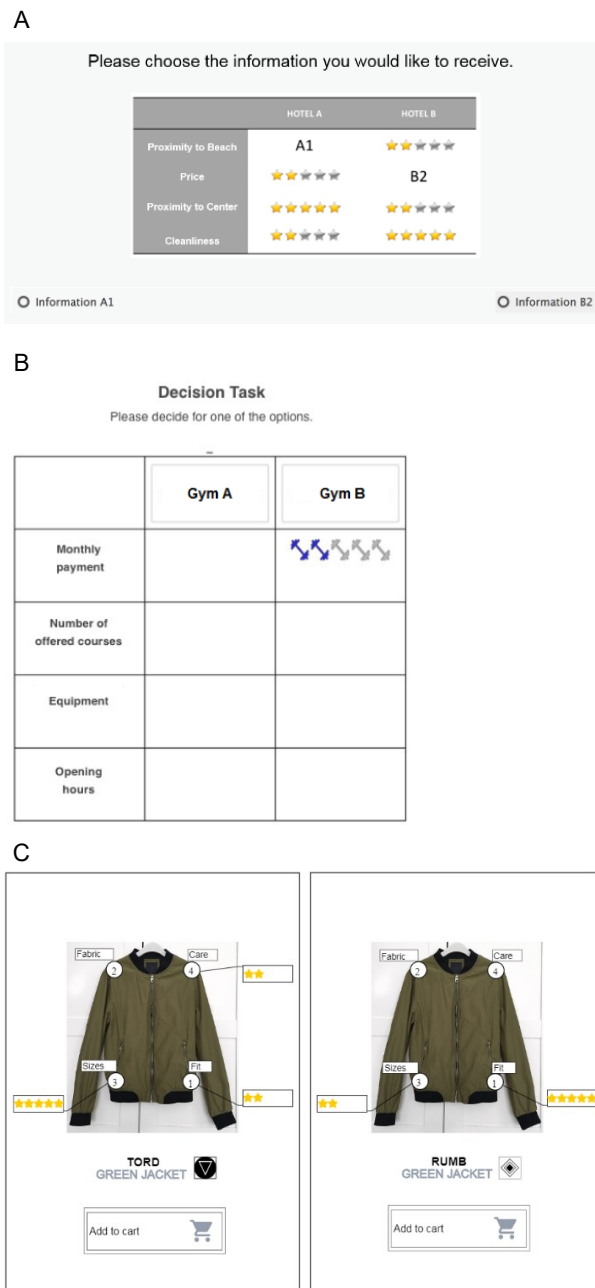 A
Please choose the information you would like to receive.
HOTEL A HOTEL B
Proximity to Beach A1
Price B2
Proximity to Center
Cleanliness
Information A1 Information B2
B
Decision Task
Please decide for one of the options.
Gym A Gym B
Monthly
payment
Number of
offered courses
Equipment
Opening
hours
C
Fabric Care
2 4
Sizes Fit
3 1
TORD
GREEN JACKET
Add to cart
Fabric Care
2 4
Sizes Fit
3 1
RUMB
GREEN JACKET
Add to cart